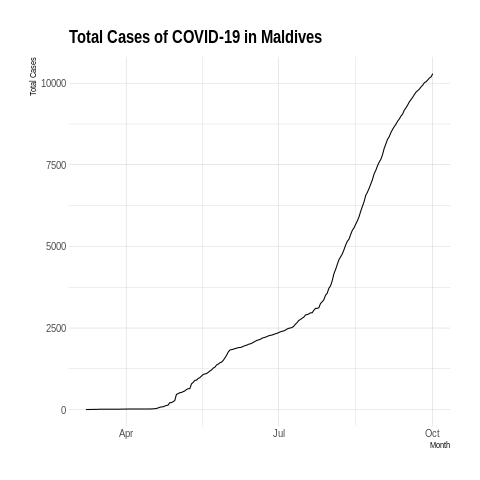 Total Cases of COVID-19 in Maldives
Total Cases
10000
7500
5000
2500
0
Apr Jul Oct
Month